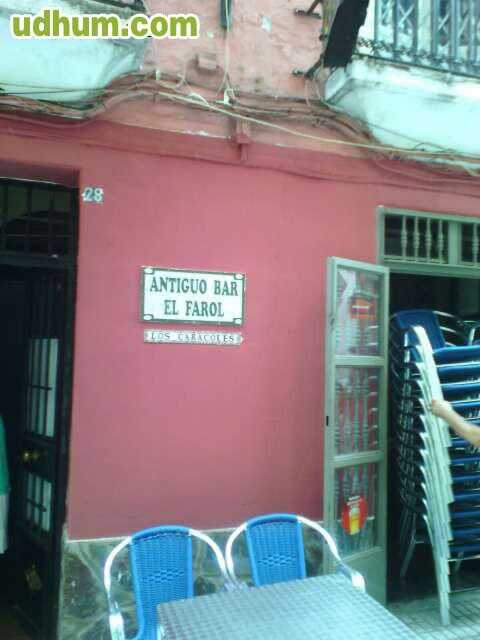 udhum.com
28
ANTIGUO BAR
EL FAROL
LOS CARACOLES